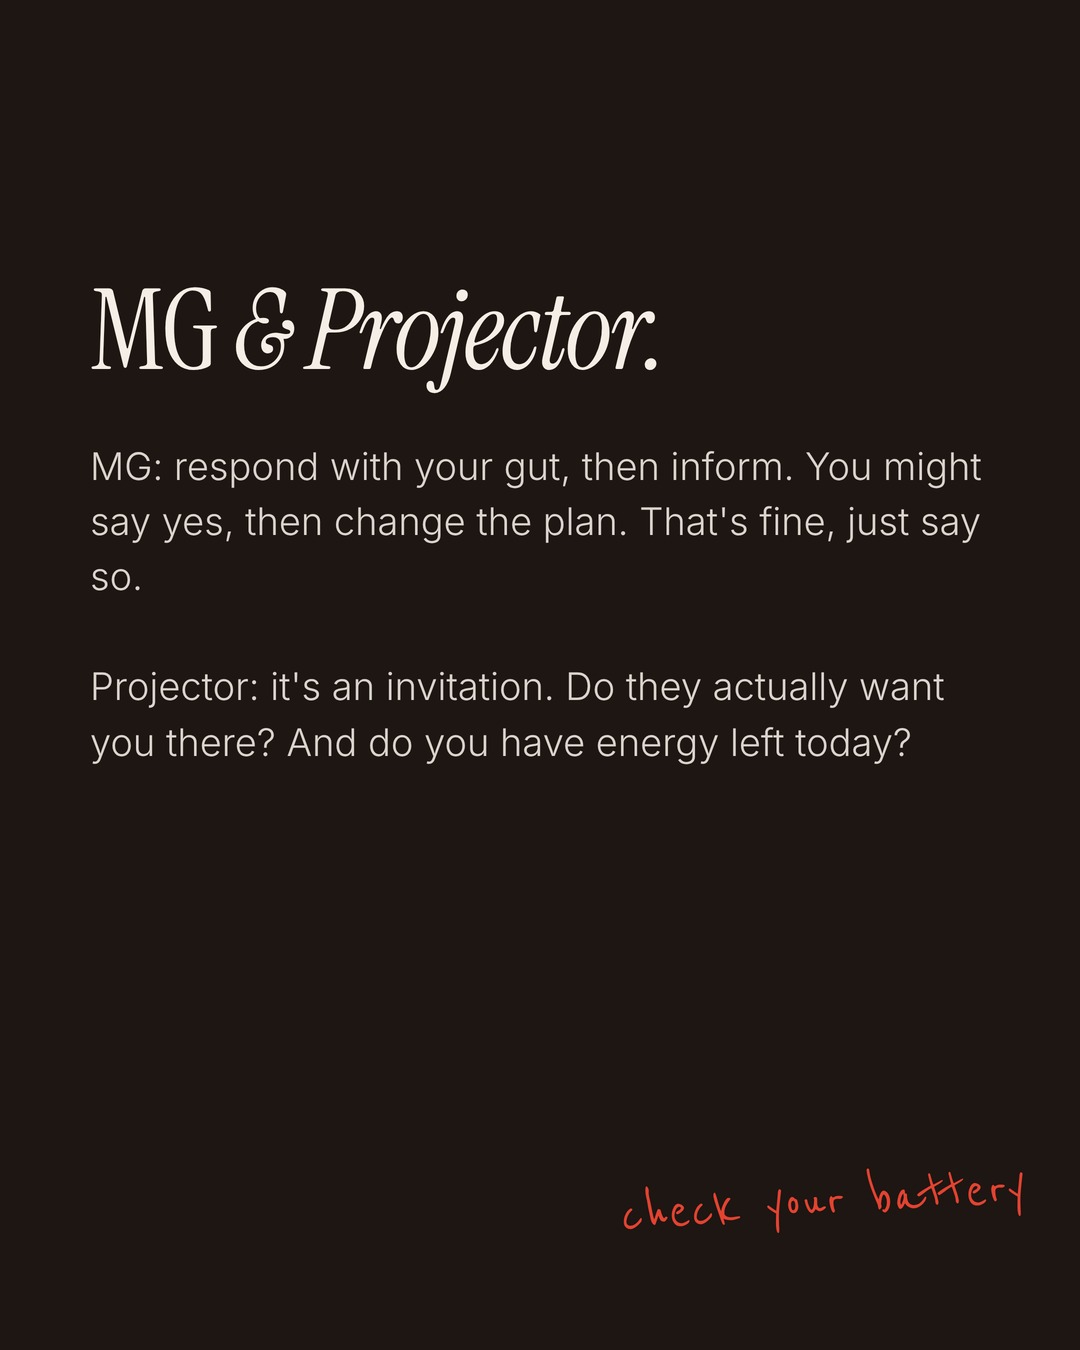 MG & Projector.
MG: respond with your gut, then inform. You might
say yes, then change the plan. That's fine, just say
so.
Projector: it's an invitation. Do they actually want
you there? And do you have energy left today?
check your battery